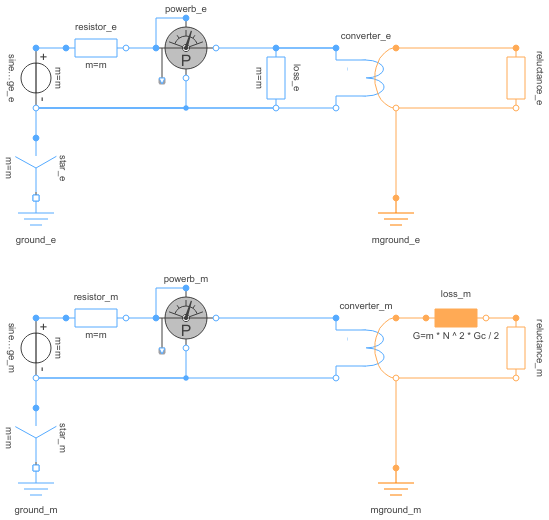 powerb_e
resistor_e
converter_e
m=m
sine...ge_e
+
-
m=m
P
loss_e
m=m
reluctance_e
star_e
m=m
ground_e
mground_e
powerb_m
resistor_m
converter_m
loss_m
m=m
sine...ge_m
+
-
m=m
P
G=m * N ^ 2 * Gc / 2
reluctance_m
star_m
m=m
ground_m
mground_m